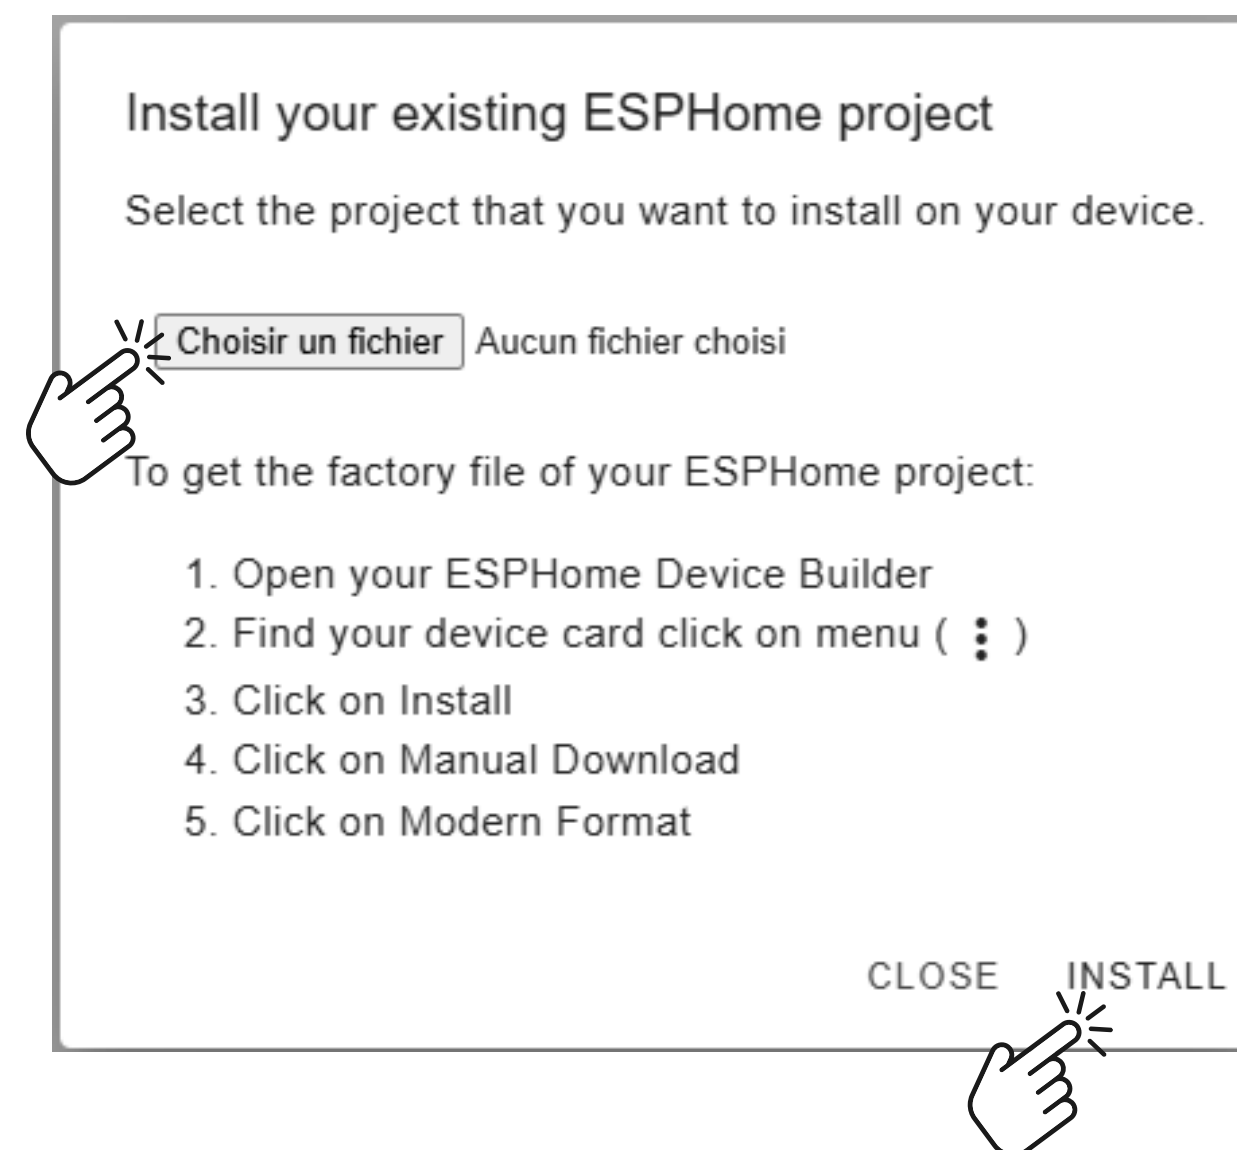 Install your existing ESPHome project
Select the project that you want to install on your device.
Choisir un fichier Aucun fichier choisi
To get the factory file of your ESPHome project:
1. Open your ESPHome Device Builder
2. Find your device card click on menu ( ⋮ )
3. Click on Install
4. Click on Manual Download
5. Click on Modern Format
CLOSE INSTALL